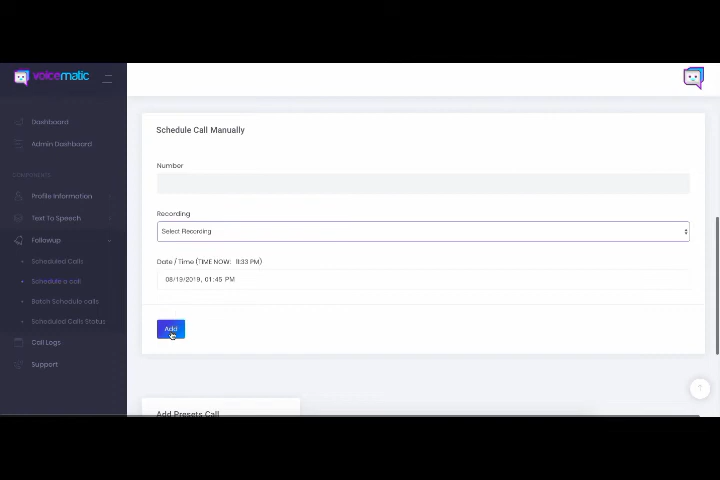 voicematic
Dashboard
Admin Dashboard
COMPONENTS
Profile Information
Text To Speech
Followup
Scheduled Calls
Schedule a call
Batch Schedule calls
Scheduled Calls Status
Call Logs
Support
Schedule Call Manually
Number
Recording
Select Recording
Date / Time (TIME NOW: 11:33 PM)
08/19/2019, 01:45 PM
Add
Add Presets Call